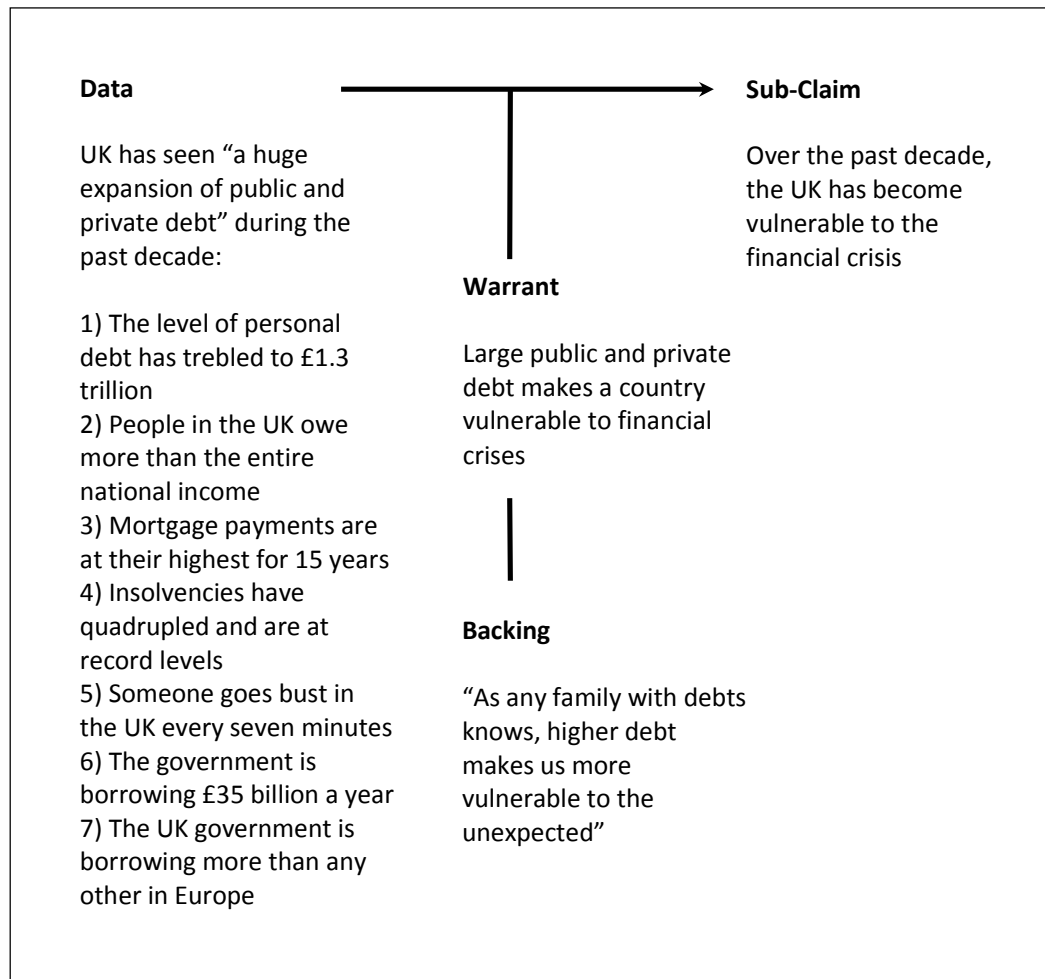 Data
UK has seen “a huge
expansion of public and
private debt” during the
past decade:
1) The level of personal
debt has trebled to £1.3
trillion
2) People in the UK owe
more than the entire
national income
3) Mortgage payments are
at their highest for 15 years
4) Insolvencies have
quadrupled and are at
record levels
5) Someone goes bust in
the UK every seven minutes
6) The government is
borrowing £35 billion a year
7) The UK government is
borrowing more than any
other in Europe
Warrant
Large public and private
debt makes a country
vulnerable to financial
crises
Backing
“As any family with debts
knows, higher debt
makes us more
vulnerable to the
unexpected”
Sub-Claim
Over the past decade,
the UK has become
vulnerable to the
financial crisis